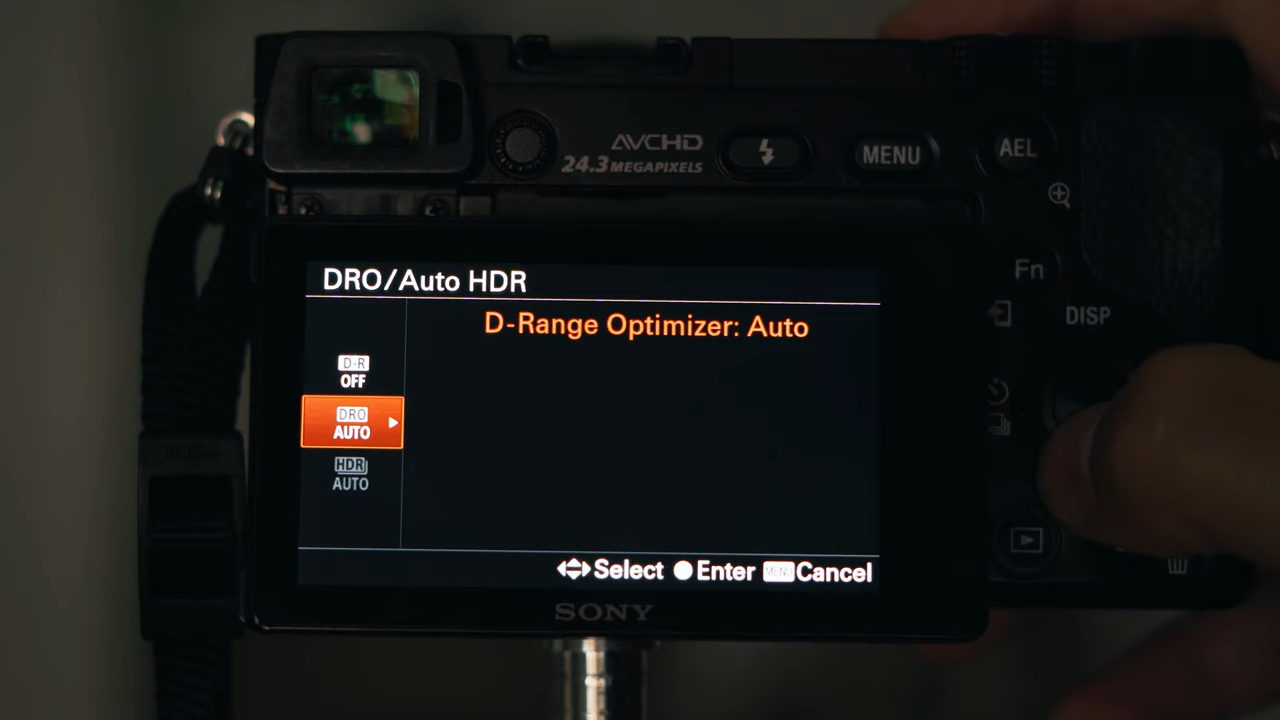 AVCHD
24.3 MEGAPIXELS
MENU
AEL
Fn
DISP
DRO/Auto HDR
D-Range Optimizer: Auto
D-R
OFF
DRO
AUTO
HDR
AUTO
Select Enter MENU Cancel
SONY